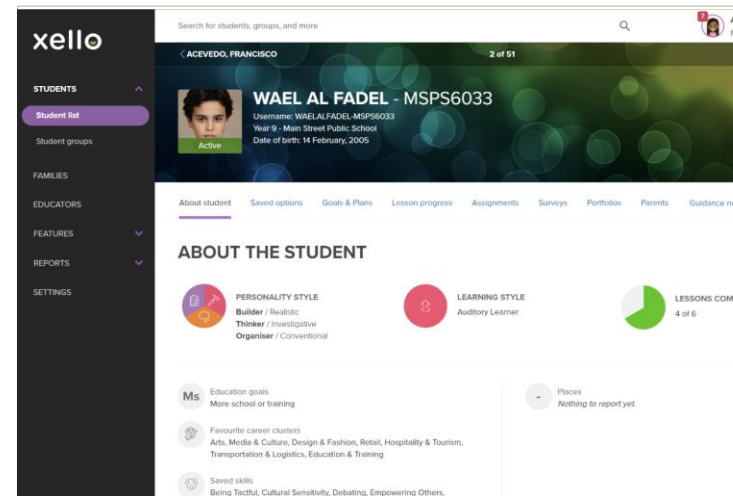 xello
Search for students, groups, and more
7
STUDENTS
Student list
Student groups
FAMILIES
EDUCATORS
FEATURES
REPORTS
SETTINGS
ACEVEDO, FRANCISCO
2 of 51
WAEL AL FADEL - MSPS6033
Username: WAELALFADEL-MSPS6033
Year 9 - Main Street Public School
Date of birth: 14 February, 2005
Active
About student Saved options Goals & Plans Lesson progress Assignments Surveys Portfolios Parents Guidance
ABOUT THE STUDENT
PERSONALITY STYLE
Builder / Realistic
Thinker / Investigative
Organiser / Conventional
LEARNING STYLE
Auditory Learner
LESSONS COM
4 of 6
Ms
Education goals
More school or training
Favourite career clusters
Arts, Media & Culture, Design & Fashion, Retail, Hospitality & Tourism,
Transportation & Logistics, Education & Training
Saved skills
Being Tactful, Cultural Sensitivity, Debating, Empowering Others,
-
Places
Nothing to report yet.